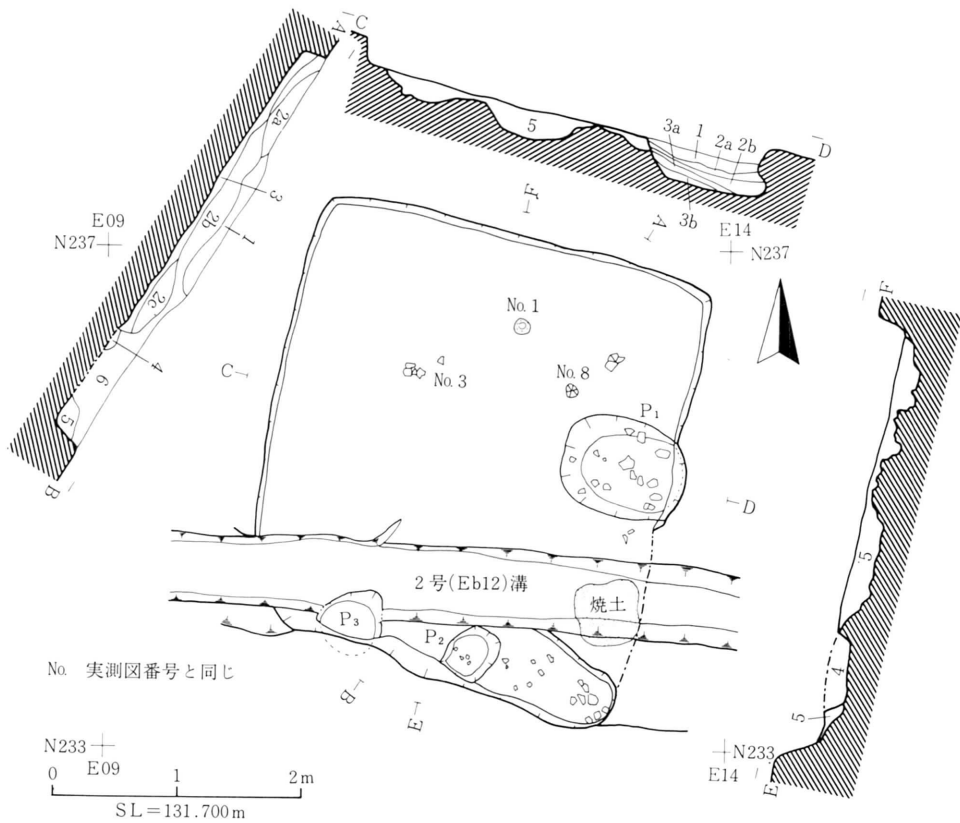 A
C
2a
3
2b
1
2c
4
6
5
B
5
3a
1
2a
2b
3b
D
F
A
E09
N237
E14
N237
No.1
No.3
No.8
P₁
C
D
F
5
4
5
E
2号(Eb12)溝
焼土
P₃
P₂
B
E
No. 実測図番号と同じ
N233
E09
N233
E14
0 1 2m
SL=131.700m